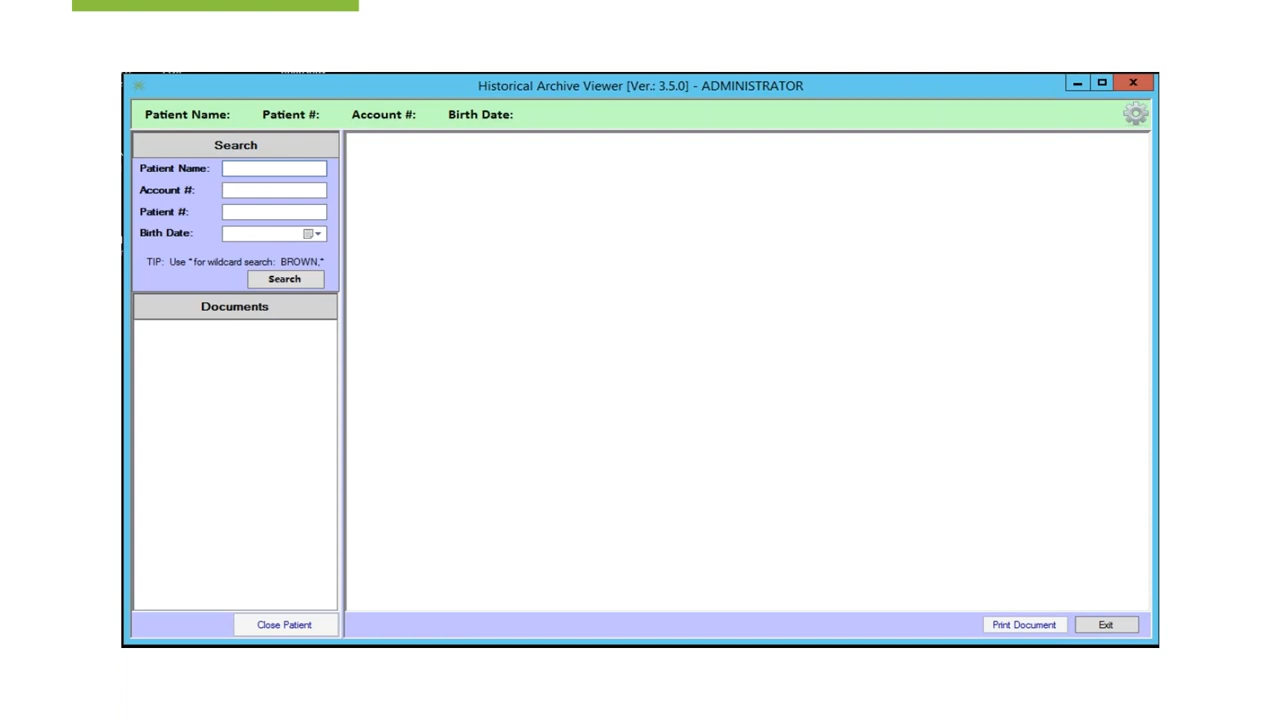 Historical Archive Viewer [Ver.: 3.5.0] - ADMINISTRATOR
Patient Name: Patient #: Account #: Birth Date:
Search
Patient Name:
Account #:
Patient #:
Birth Date:
TIP: Use * for wildcard search: BROWN,*
Search
Documents
Close Patient
Print Document
Exit